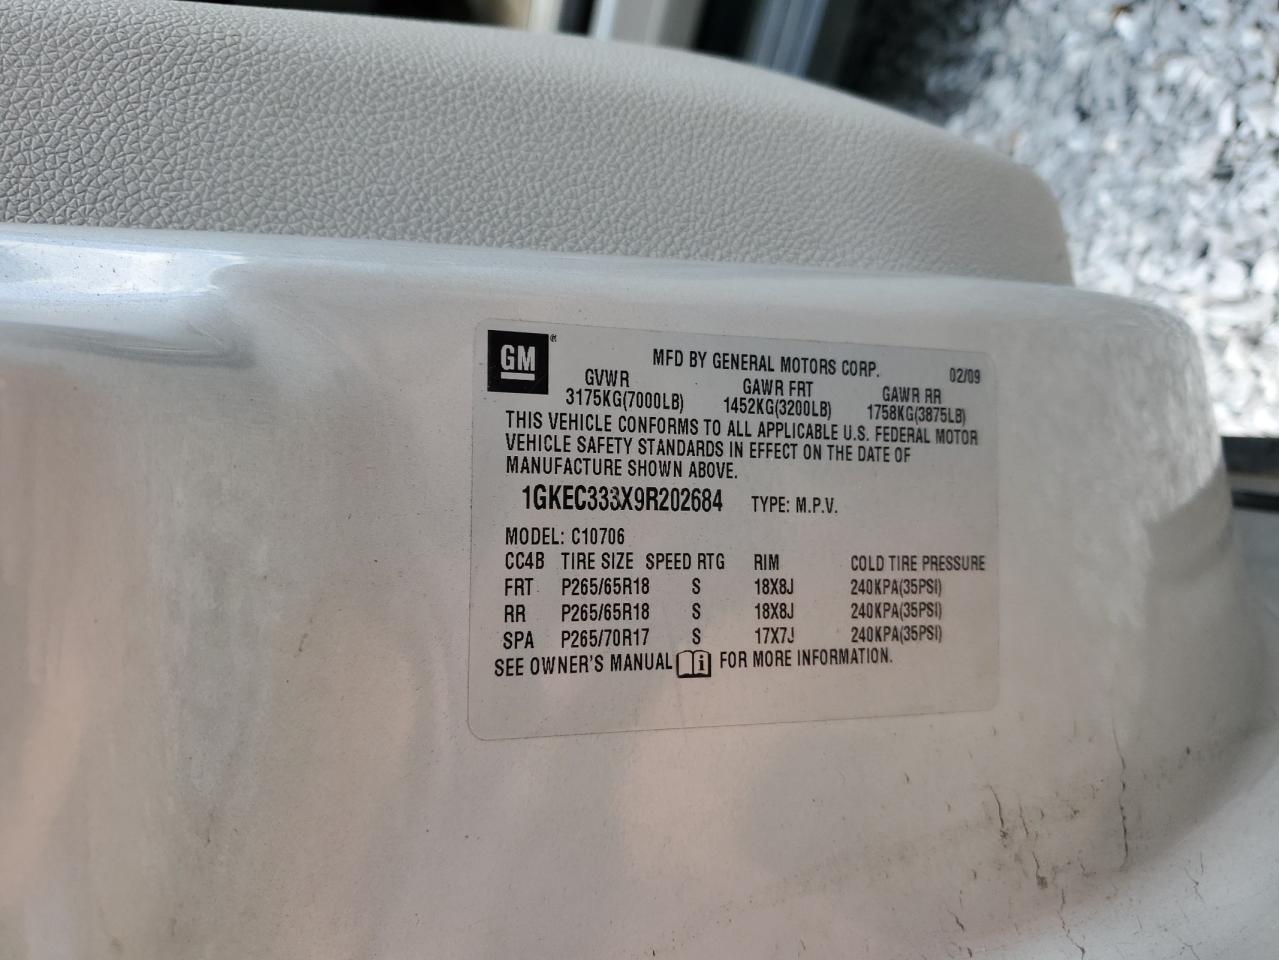 GM®
MFD BY GENERAL MOTORS CORP. 02/09
GVWR GAWR FRT GAWR RR
3175KG(7000LB) 1452KG(3200LB) 1758KG(3875LB)
THIS VEHICLE CONFORMS TO ALL APPLICABLE U.S. FEDERAL MOTOR
VEHICLE SAFETY STANDARDS IN EFFECT ON THE DATE OF
MANUFACTURE SHOWN ABOVE.
1GKEC333X9R202684 TYPE: M.P.V.
MODEL: C10706
CC4B TIRE SIZE SPEED RTG RIM COLD TIRE PRESSURE
FRT P265/65R18 S 18X8J 240KPA(35PSI)
RR P265/65R18 S 18X8J 240KPA(35PSI)
SPA P265/70R17 S 17X7J 240KPA(35PSI)
SEE OWNER'S MANUAL i FOR MORE INFORMATION.